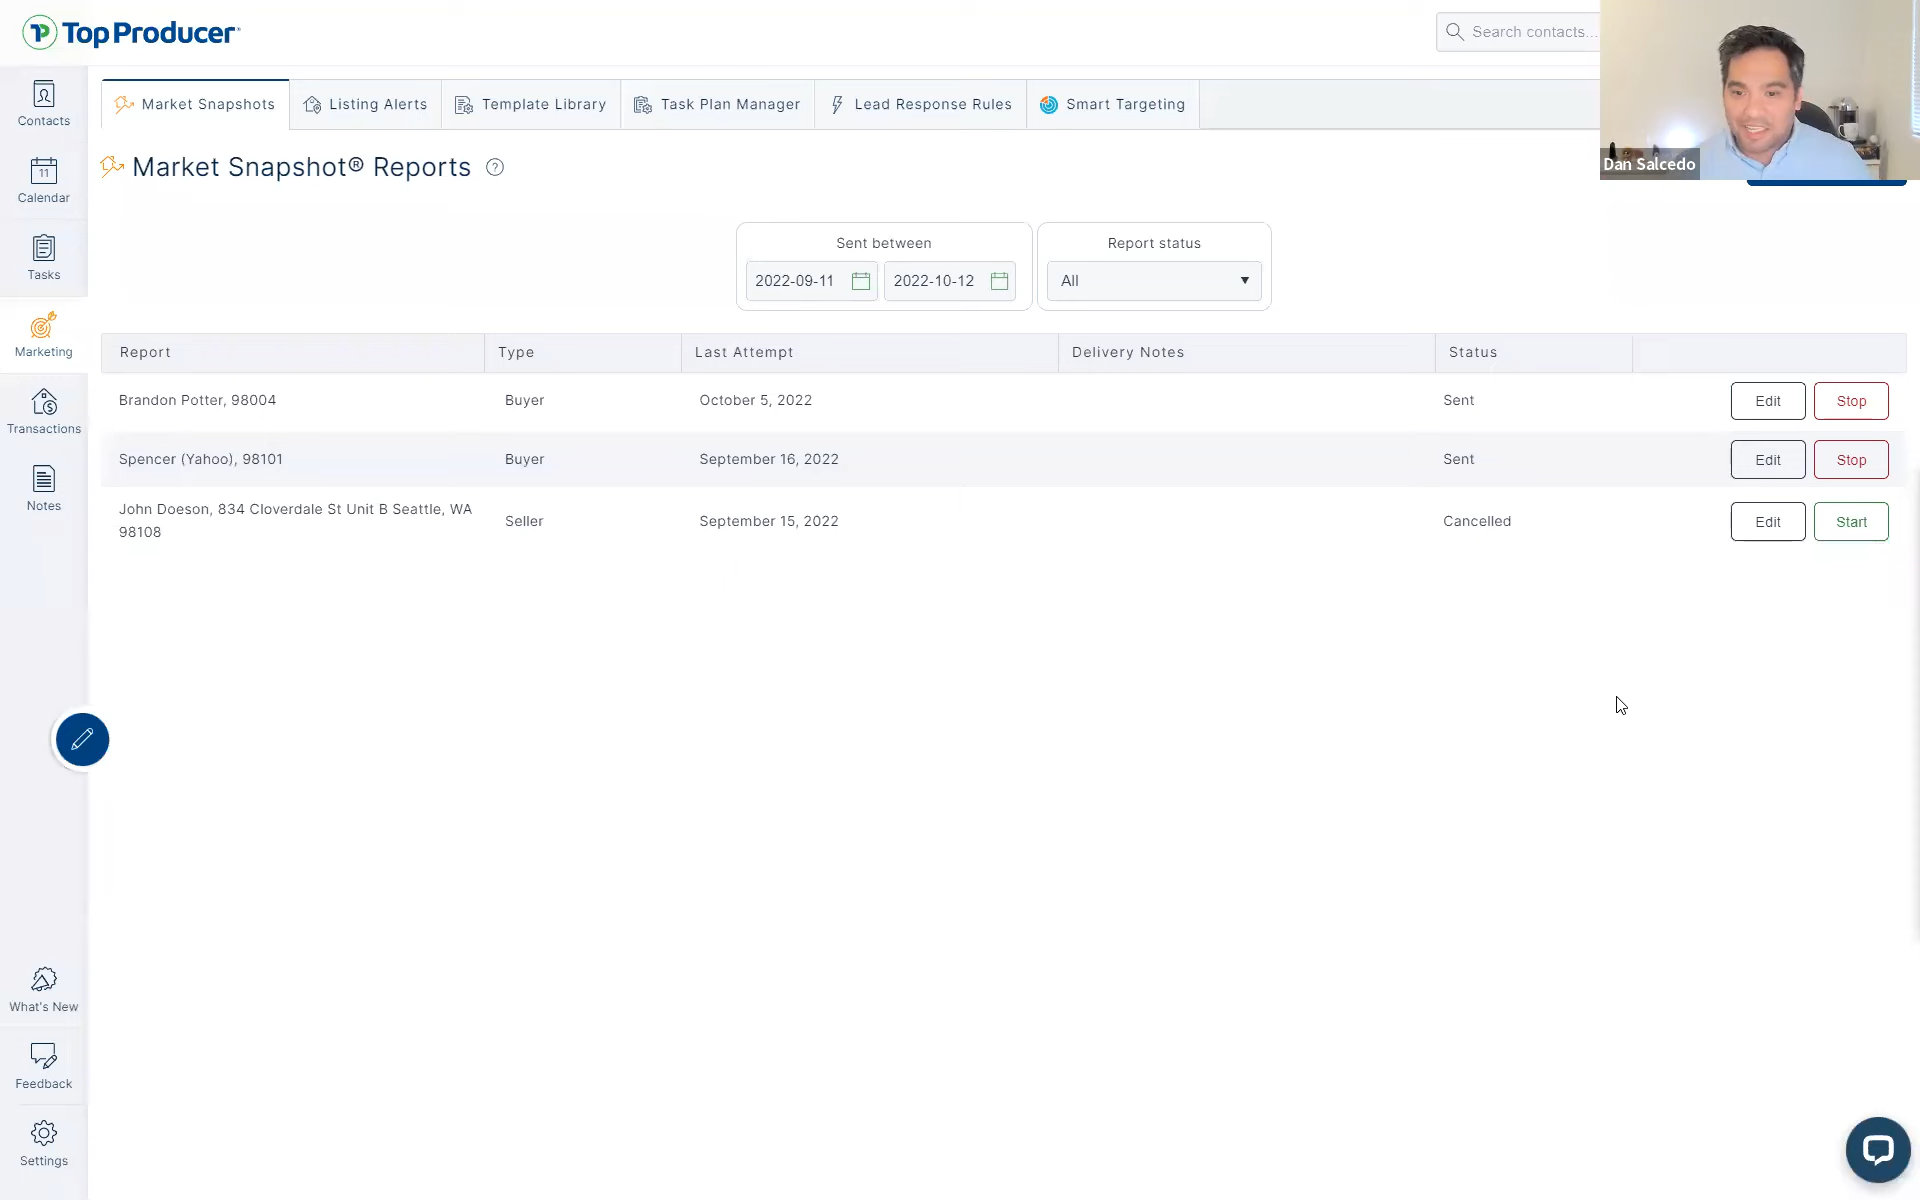 TopProducer
Search contacts...
Dan Salcedo
Contacts
11
Calendar
Tasks
Marketing
Transactions
Notes
What's New
Feedback
Settings
Market Snapshots
Listing Alerts
Template Library
Task Plan Manager
Lead Response Rules
Smart Targeting
Market Snapshot® Reports ?
Sent between
2022-09-11
2022-10-12
Report status
All
Report Type Last Attempt Delivery Notes Status
Brandon Potter, 98004 Buyer October 5, 2022 Sent Edit Stop
Spencer (Yahoo), 98101 Buyer September 16, 2022 Sent Edit Stop
John Doeson, 834 Cloverdale St Unit B Seattle, WA
98108
Seller September 15, 2022 Cancelled Edit Start